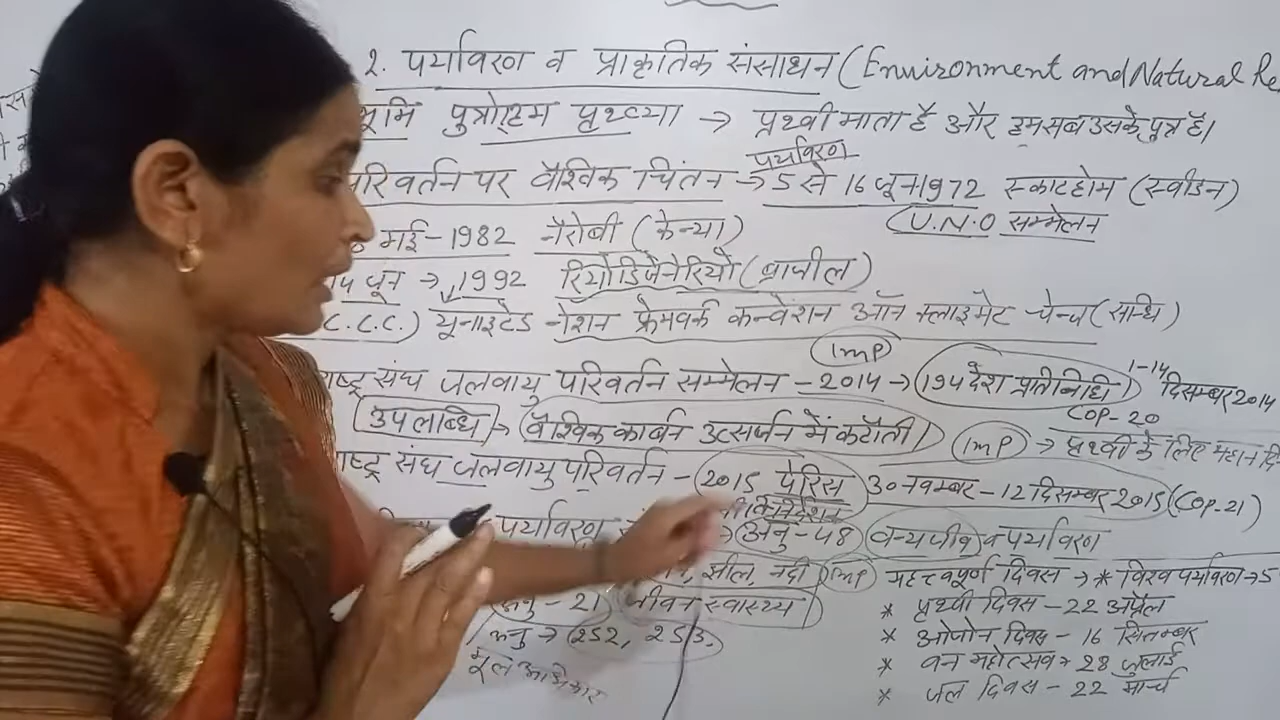 2. पर्यावरण व प्राकृतिक संसाधन (Environment and Natural Re
भूमि पुत्रोऽहम पृथिव्या → पृथ्वी माता है और हम सब उसके पुत्र है।
पर्यावरण
परिवर्तन पर वैश्विक चिंतन → 5 से 16 जून 1972 स्काटहोम (स्वीडन)
(U.N.O सम्मेलन
मई - 1982 नैरोबी (केन्या)
14 जून → 1992 रियोडिजेनेरियो (ब्राजील)
C.C.C.) यूनाइटेड नेशन फ्रेमवर्क कन्वेंशन ऑन क्लाइमेट चेन्ज (सन्धि)
Imp
राष्ट्र संघ जलवायु परिवर्तन सम्मेलन - 2014 → (194 देश प्रतीनिधि) 1-14 दिसम्बर 2014
COP-20
उपलाब्धि → (वैश्विक कार्बन उत्सर्जन में कटौती) (Imp) → पृथ्वी के लिए महान दि
राष्ट्र संघ जलवायु परिवर्तन - 2015 पेरिस 30 नवम्बर - 12 दिसम्बर 2015 (COP-21)
पर्यावरण → अनु - 48 (वन्यजीव) व पर्यावरण
झील, नदी Imp महत्त्वपूर्ण दिवस → * विश्व पर्यावरण → 5
(अनु - 21) जीवन स्वास्थ्य * पृथ्वी दिवस - 22 अप्रैल
अनु → (252, 253. * ओजोन दिवस - 16 सितम्बर
मूल अधिकार * वन महोत्सव → 28 जुलाई
* जल दिवस - 22 मार्च